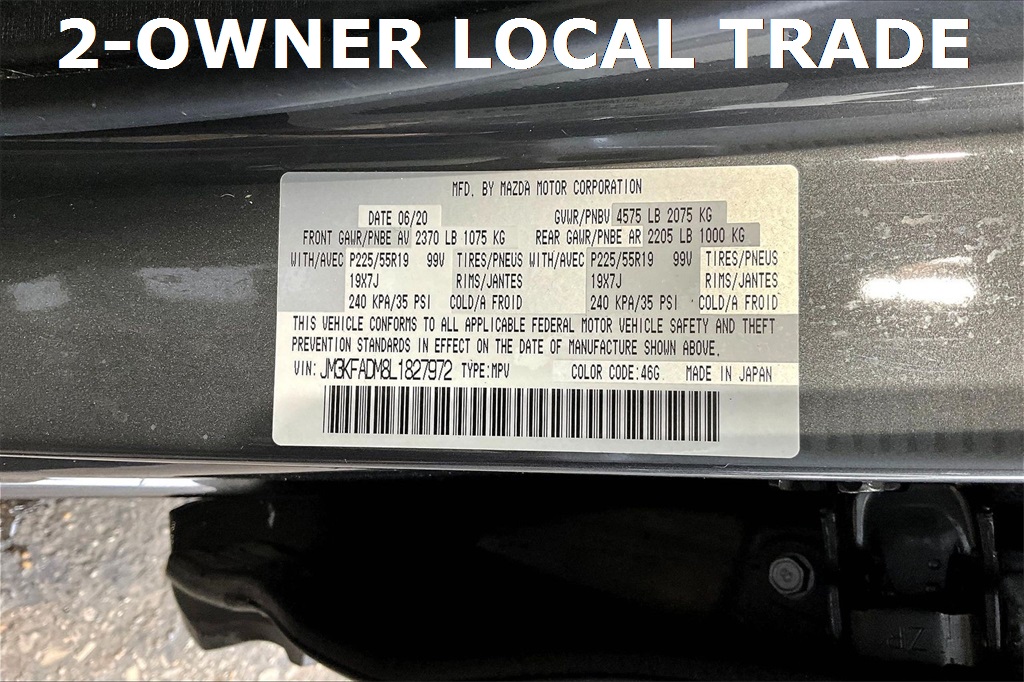 2-OWNER LOCAL TRADE
MFD. BY MAZDA MOTOR CORPORATION
DATE 06/20 GVWR/PNBV 4575 LB 2075 KG
FRONT GAWR/PNBE AV 2370 LB 1075 KG REAR GAWR/PNBE AR 2205 LB 1000 KG
WITH/AVEC P225/55R19 99V TIRES/PNEUS WITH/AVEC P225/55R19 99V TIRES/PNEUS
19X7J RIMS/JANTES 19X7J RIMS/JANTES
240 KPA/35 PSI COLD/A FROID 240 KPA/35 PSI COLD/A FROID
THIS VEHICLE CONFORMS TO ALL APPLICABLE FEDERAL MOTOR VEHICLE SAFETY AND THEFT
PREVENTION STANDARDS IN EFFECT ON THE DATE OF MANUFACTURE SHOWN ABOVE.
VIN: JM3KFADM8L1827972 TYPE:MPV COLOR CODE:46G MADE IN JAPAN